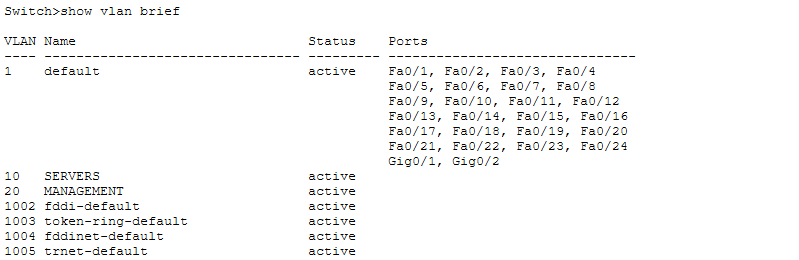 Switch>show vlan brief
VLAN Name                             Status    Ports
---- -------------------------------- --------- -------------------------------
1    default                          active    Fa0/1, Fa0/2, Fa0/3, Fa0/4
                                                Fa0/5, Fa0/6, Fa0/7, Fa0/8
                                                Fa0/9, Fa0/10, Fa0/11, Fa0/12
                                                Fa0/13, Fa0/14, Fa0/15, Fa0/16
                                                Fa0/17, Fa0/18, Fa0/19, Fa0/20
                                                Fa0/21, Fa0/22, Fa0/23, Fa0/24
                                                Gig0/1, Gig0/2
10   SERVERS                          active
20   MANAGEMENT                       active
1002 fddi-default                     active
1003 token-ring-default               active
1004 fddinet-default                  active
1005 trnet-default                    active